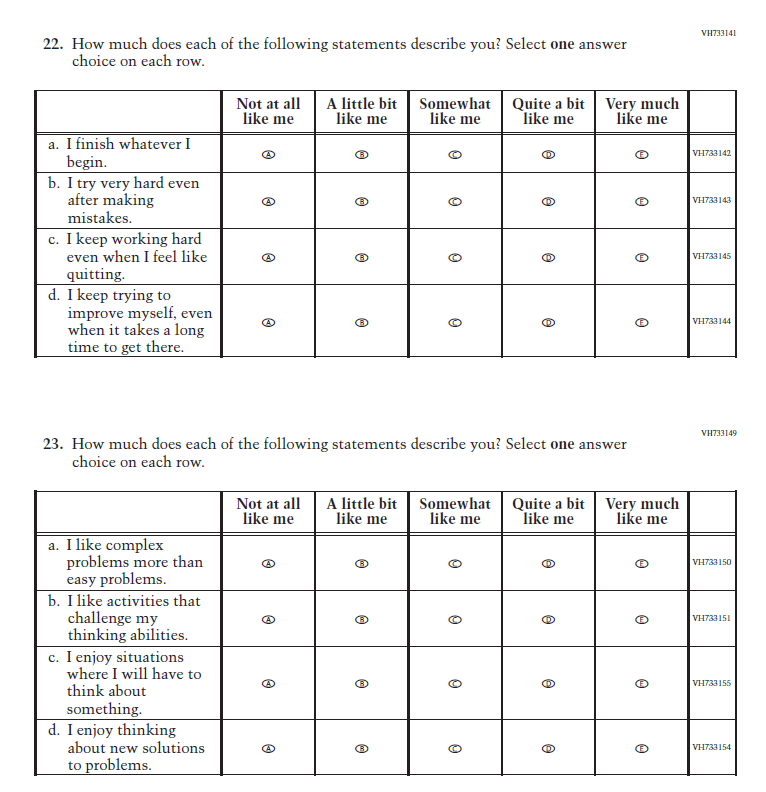 VH733141
22. How much does each of the following statements describe you? Select one answer
choice on each row.
Not at all like me A little bit like me Somewhat like me Quite a bit like me Very much like me
a. I finish whatever I
begin.
A B C D E VH733142
b. I try very hard even
after making
mistakes.
A B C D E VH733143
c. I keep working hard
even when I feel like
quitting.
A B C D E VH733145
d. I keep trying to
improve myself, even
when it takes a long
time to get there.
A B C D E VH733144
VH733149
23. How much does each of the following statements describe you? Select one answer
choice on each row.
Not at all like me A little bit like me Somewhat like me Quite a bit like me Very much like me
a. I like complex
problems more than
easy problems.
A B C D E VH733150
b. I like activities that
challenge my
thinking abilities.
A B C D E VH733151
c. I enjoy situations
where I will have to
think about
something.
A B C D E VH733155
d. I enjoy thinking
about new solutions
to problems.
A B C D E VH733154